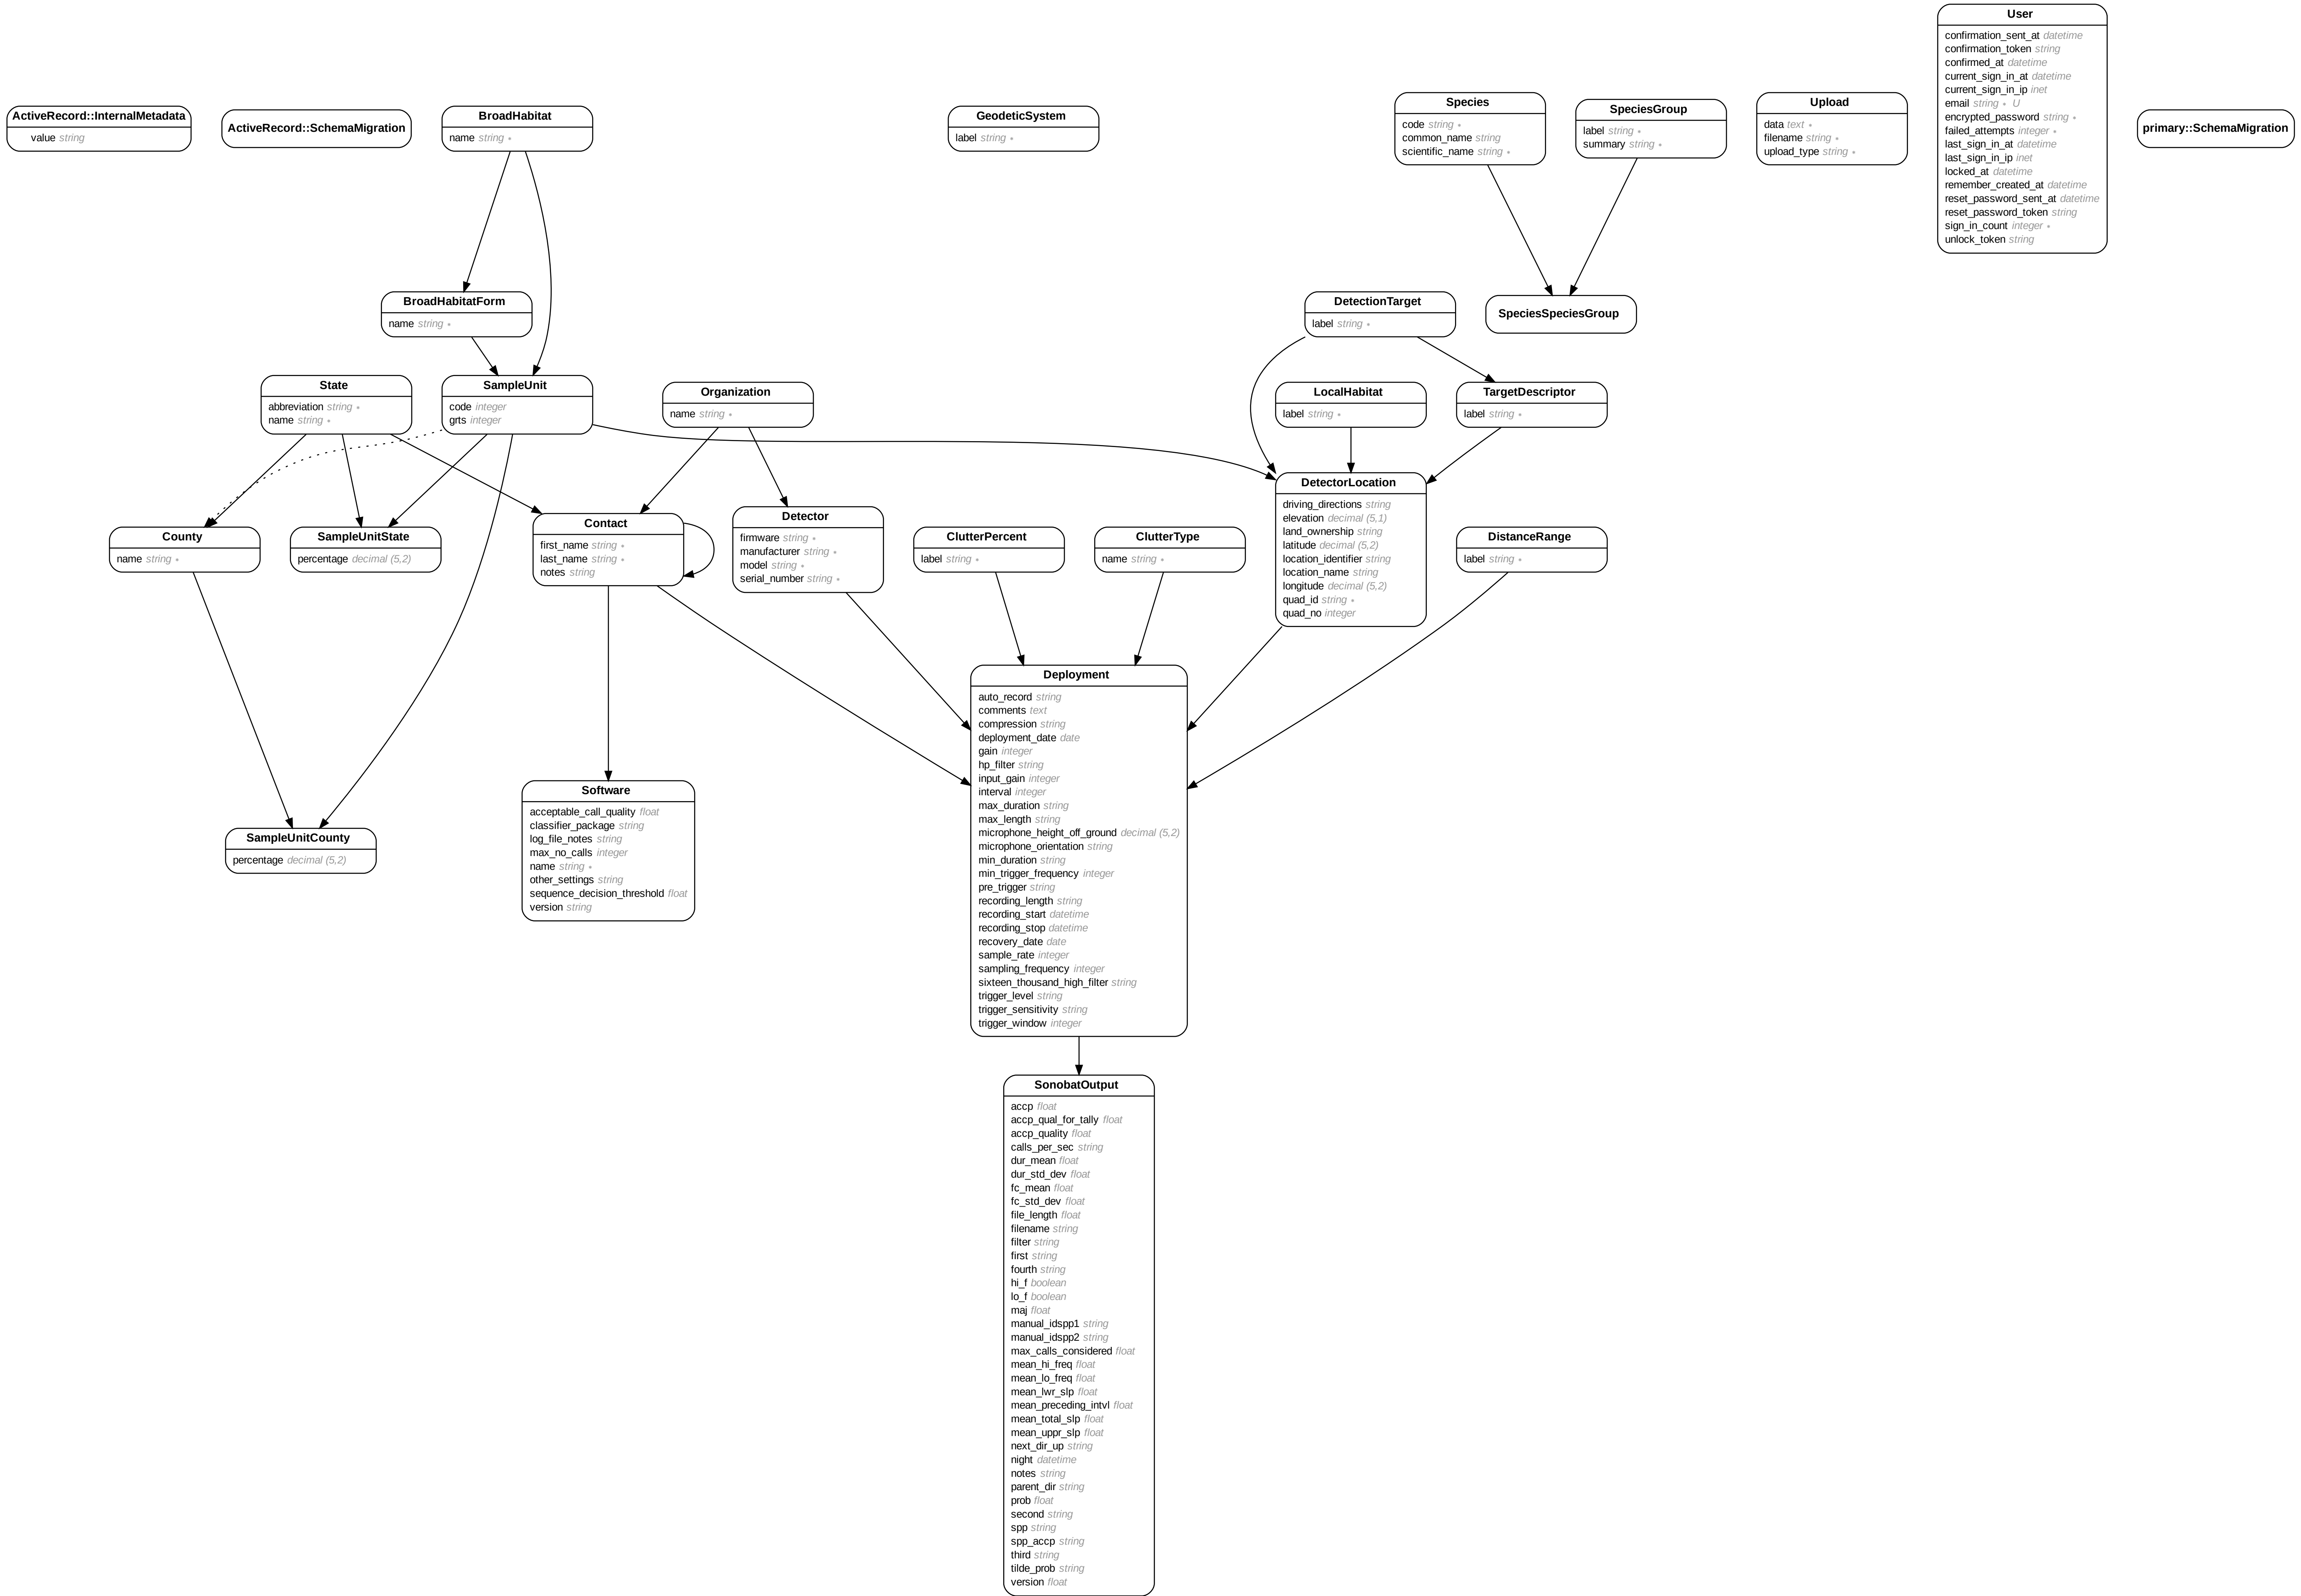 User
confirmation_sent_at datetime
confirmation_token string
confirmed_at datetime
current_sign_in_at datetime
current_sign_in_ip inet
email string ∗ U
encrypted_password string ∗
failed_attempts integer ∗
last_sign_in_at datetime
last_sign_in_ip inet
locked_at datetime
remember_created_at datetime
reset_password_sent_at datetime
reset_password_token string
sign_in_count integer ∗
unlock_token string
ActiveRecord::InternalMetadata
value string
ActiveRecord::SchemaMigration
BroadHabitat
name string ∗
GeodeticSystem
label string ∗
Species
code string ∗
common_name string
scientific_name string ∗
SpeciesGroup
label string ∗
summary string ∗
Upload
data text ∗
filename string ∗
upload_type string ∗
primary::SchemaMigration
BroadHabitatForm
name string ∗
DetectionTarget
label string ∗
SpeciesSpeciesGroup
State
abbreviation string ∗
name string ∗
SampleUnit
code integer
grts integer
Organization
name string ∗
LocalHabitat
label string ∗
TargetDescriptor
label string ∗
County
name string ∗
SampleUnitState
percentage decimal (5,2)
Contact
first_name string ∗
last_name string ∗
notes string
Detector
firmware string ∗
manufacturer string ∗
model string ∗
serial_number string ∗
ClutterPercent
label string ∗
ClutterType
name string ∗
DetectorLocation
driving_directions string
elevation decimal (5,1)
land_ownership string
latitude decimal (5,2)
location_identifier string
location_name string
longitude decimal (5,2)
quad_id string ∗
quad_no integer
DistanceRange
label string ∗
Deployment
auto_record string
comments text
compression string
deployment_date date
gain integer
hp_filter string
input_gain integer
interval integer
max_duration string
max_length string
microphone_height_off_ground decimal (5,2)
microphone_orientation string
min_duration string
min_trigger_frequency integer
pre_trigger string
recording_length string
recording_start datetime
recording_stop datetime
recovery_date date
sample_rate integer
sampling_frequency integer
sixteen_thousand_high_filter string
trigger_level string
trigger_sensitivity string
trigger_window integer
Software
acceptable_call_quality float
classifier_package string
log_file_notes string
max_no_calls integer
name string ∗
other_settings string
sequence_decision_threshold float
version string
SampleUnitCounty
percentage decimal (5,2)
SonobatOutput
accp float
accp_qual_for_tally float
accp_quality float
calls_per_sec string
dur_mean float
dur_std_dev float
fc_mean float
fc_std_dev float
file_length float
filename string
filter string
first string
fourth string
hi_f boolean
lo_f boolean
maj float
manual_idspp1 string
manual_idspp2 string
max_calls_considered float
mean_hi_freq float
mean_lo_freq float
mean_lwr_slp float
mean_preceding_intvl float
mean_total_slp float
mean_uppr_slp float
next_dir_up string
night datetime
notes string
parent_dir string
prob float
second string
spp string
spp_accp string
third string
tilde_prob string
version float